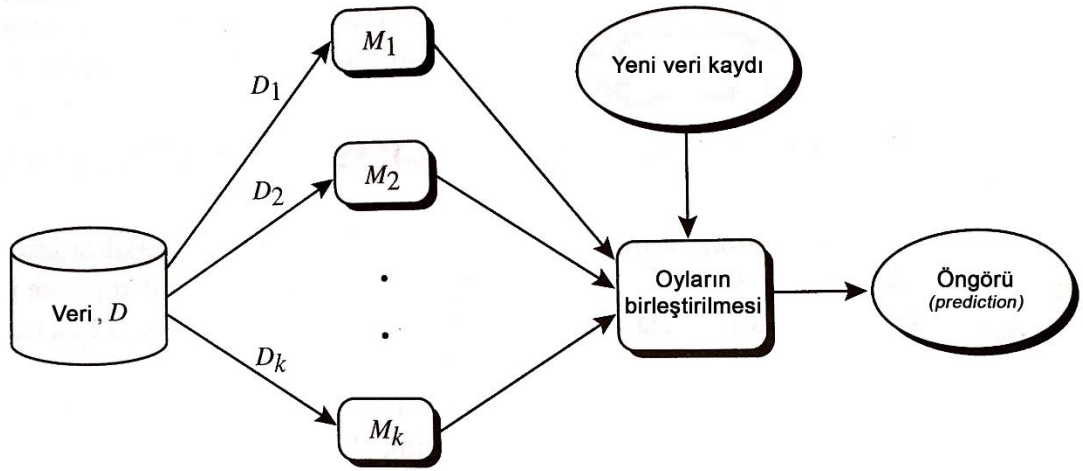 M1
Yeni veri kaydı
D1
M2
D2
Veri, D
Oyların
birleştirilmesi
Öngörü
(prediction)
Dk
Mk